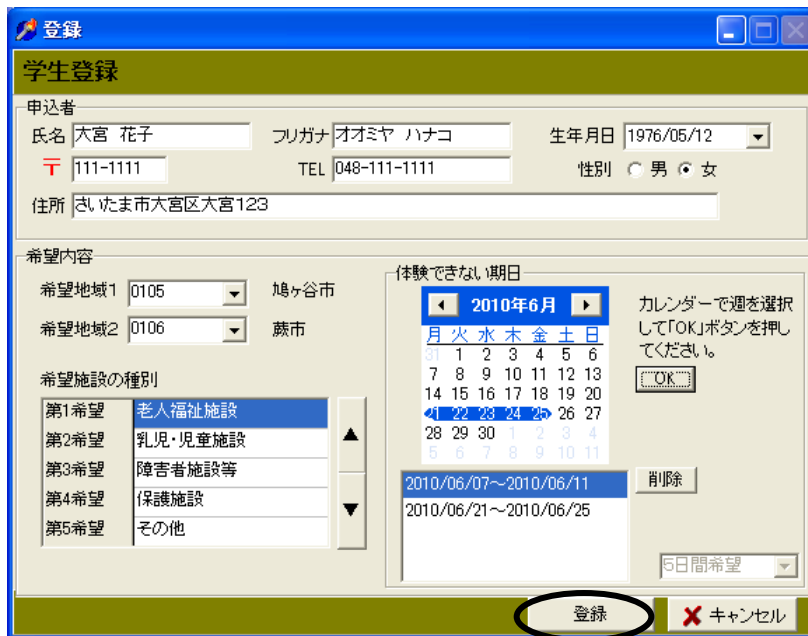 登録
学生登録
申込者
氏名 大宮 花子 フリガナ オオミヤ ハナコ 生年月日 1976/05/12
〒 111-1111 TEL 048-111-1111 性別 男 女
住所 さいたま市大宮区大宮123
希望内容
希望地域1 0105 鳩ヶ谷市
希望地域2 0106 蕨市
希望施設の種別
第1希望 老人福祉施設
第2希望 乳児・児童施設
第3希望 障害者施設等
第4希望 保護施設
第5希望 その他
体験できない期日
2010年6月
月 火 水 木 金 土 日
31 1 2 3 4 5 6
7 8 9 10 11 12 13
14 15 16 17 18 19 20
21 22 23 24 25 26 27
28 29 30 1 2 3 4
5 6 7 8 9 10 11
カレンダーで週を選択
して「OK」ボタンを押し
てください。
OK
2010/06/07～2010/06/11
2010/06/21～2010/06/25
削除
5日間希望
登録 キャンセル